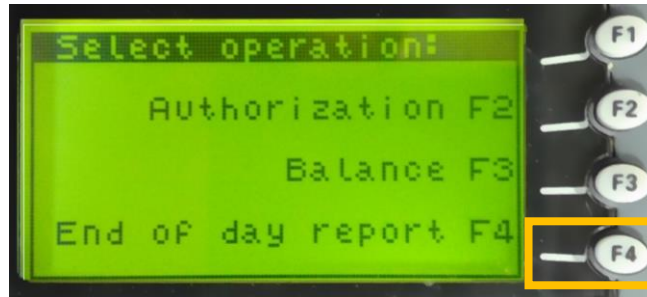 Select operation:
F1
Authorization F2
F2
Balance F3
F3
End of day report F4
F4